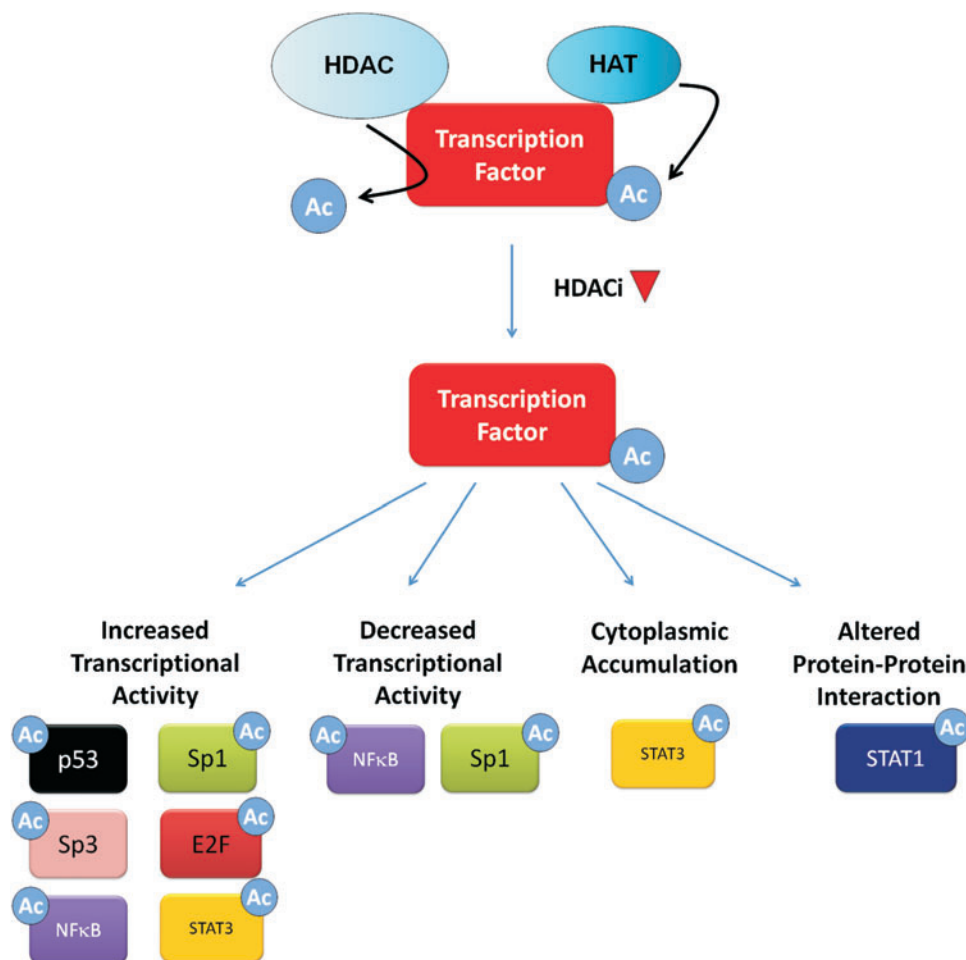 HDAC
HAT
Transcription
Factor
Ac
Ac
HDACi
Transcription
Factor
Ac
Increased
Transcriptional
Activity
Decreased
Transcriptional
Activity
Cytoplasmic
Accumulation
Altered
Protein-Protein
Interaction
Ac
p53
Ac
Sp1
Ac
NFκB
Ac
Sp1
Ac
STAT3
Ac
STAT1
Ac
Sp3
Ac
E2F
Ac
NFκB
Ac
STAT3